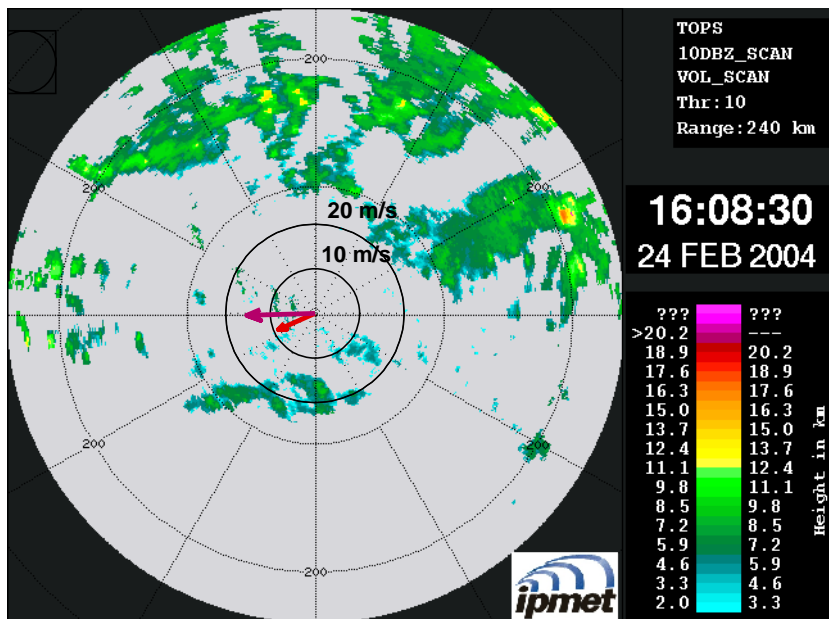 TOPS
10DBZ_SCAN
VOL_SCAN
Thr:10
Range:240 km
16:08:30
24 FEB 2004
200
200
200
20 m/s
10 m/s
200
200
200
??? ???
>20.2 ---
18.9 20.2
17.6 18.9
16.3 17.6
15.0 16.3
13.7 15.0
12.4 13.7
11.1 12.4
9.8 11.1
8.5 9.8
7.2 8.5
5.9 7.2
4.6 5.9
3.3 4.6
2.0 3.3
Height in km
ipmet